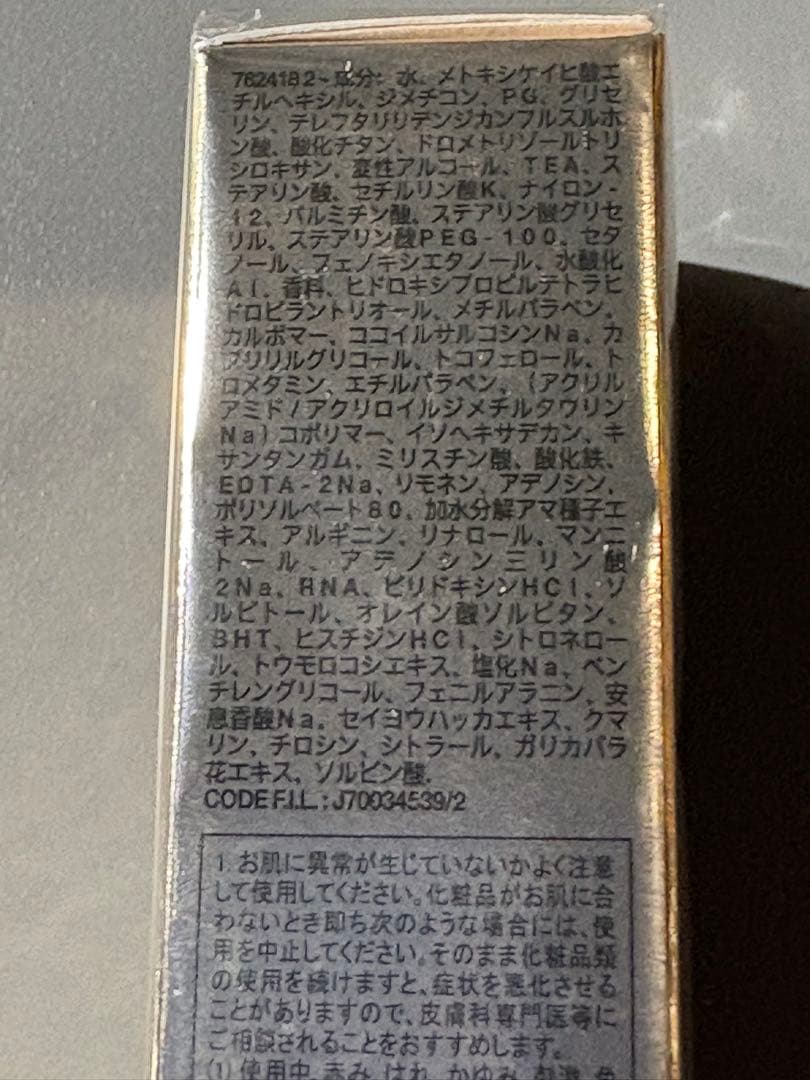 762418 2~成分: 水、メトキシケイヒ酸エ
チルヘキシル、ジメチコン、PG、グリセ
リン、テレフタリリデンジカンフルスルホ
ン酸、酸化チタン、ドロメトリゾールトリ
シロキサン、変性アルコール、TEA、ス
テアリン酸、セチルリン酸K、ナイロン-
12、パルミチン酸、ステアリン酸グリセ
リル、ステアリン酸PEG-100、セタ
ノール、フェノキシエタノール、水酸化
Al、香料、ヒドロキシプロピルテトラヒ
ドロピラントリオール、メチルパラベン、
カルボマー、ココイルサルコシンNa、カ
プリリルグリコール、トコフェロール、ト
ロメタミン、エチルパラベン、(アクリル
アミド/アクリロイルジメチルタウリン
Na)コポリマー、イソヘキサデカン、キ
サンタンガム、ミリスチン酸、酸化鉄、
EDTA-2Na、リモネン、アデノシン、
ポリソルベート80、加水分解アマ種子エ
キス、アルギニン、リナロール、マンニ
トール、アデノシン三リン酸
2Na、RNA、ピリドキシンHCl、ソ
ルビトール、オレイン酸ソルビタン、
BHT、ヒスチジンHCl、シトロネロー
ル、トウモロコシエキス、塩化Na、ペン
チレングリコール、フェニルアラニン、安
息香酸Na、セイヨウハッカエキス、クマ
リン、チロシン、シトラール、ガリカバラ
花エキス、ソルビン酸.
CODE F.I.L.: J70034539/2
1.お肌に異常が生じていないかよく注意
して使用してください。化粧品がお肌に合
わないとき即ち次のような場合には、使
用を中止してください。そのまま化粧品類
の使用を続けますと、症状を悪化させる
ことがありますので、皮膚科専門医等に
ご相談されることをおすすめします。
(1)使用中、赤み、はれ、かゆみ、刺激、色